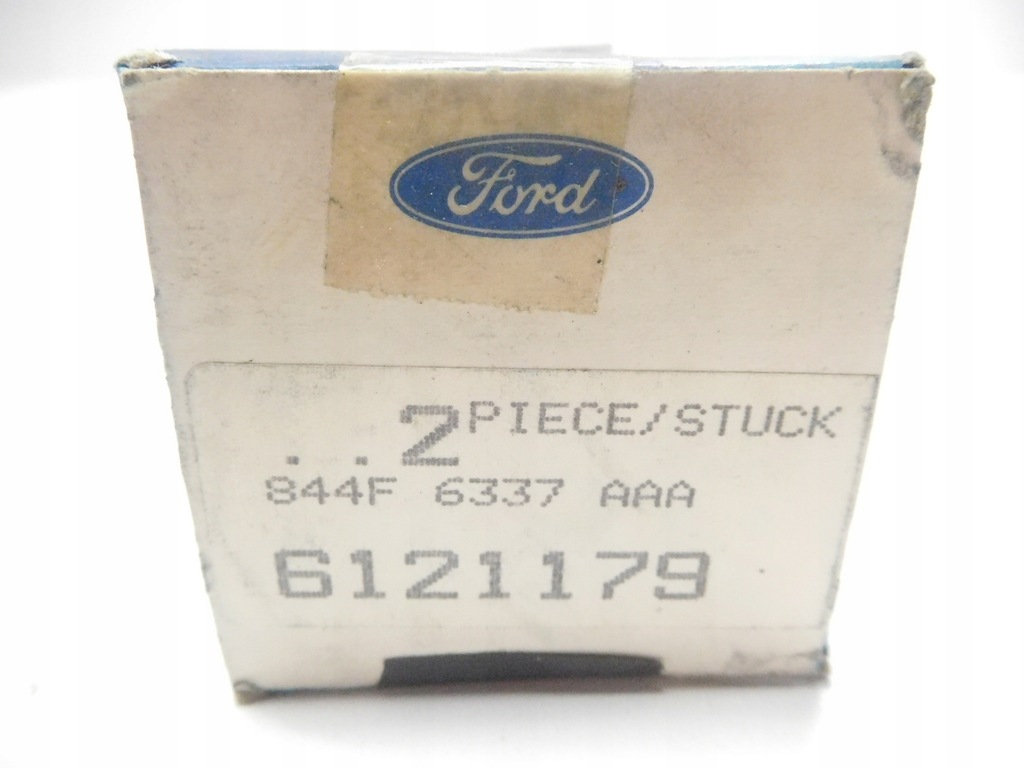 Ford
..2 PIECE/STUCK
844F 6337 AAA
6121179